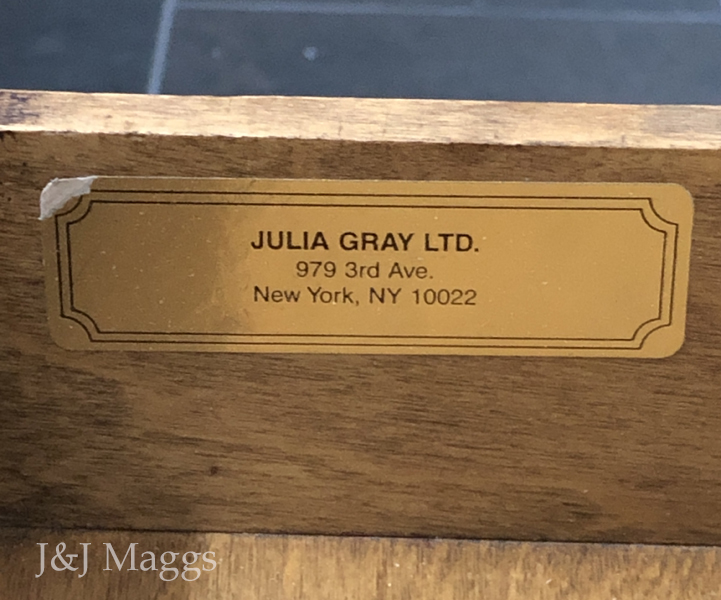 JULIA GRAY LTD.
979 3rd Ave.
New York, NY 10022
J&J Maggs